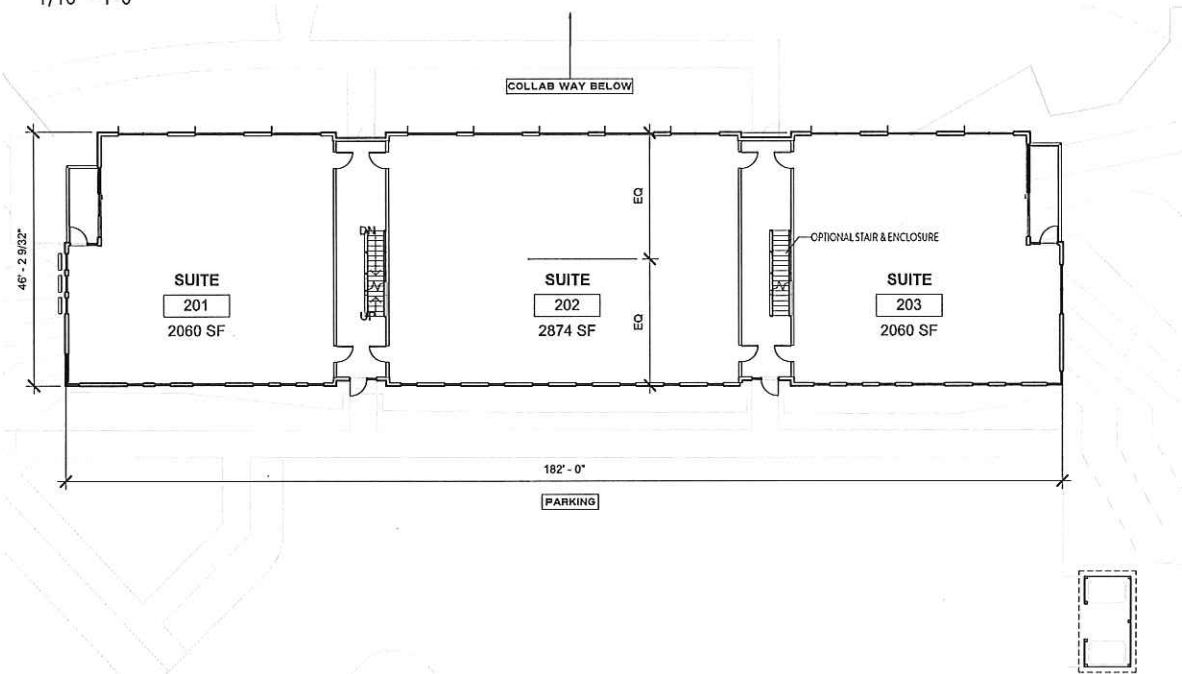 COLLAB WAY BELOW
46' - 2 9/32"
EQ
DN
OPTIONAL STAIR & ENCLOSURE
SUITE
201
2060 SF
SUITE
202
2874 SF
SUITE
203
2060 SF
UP
EQ
182' - 0"
PARKING